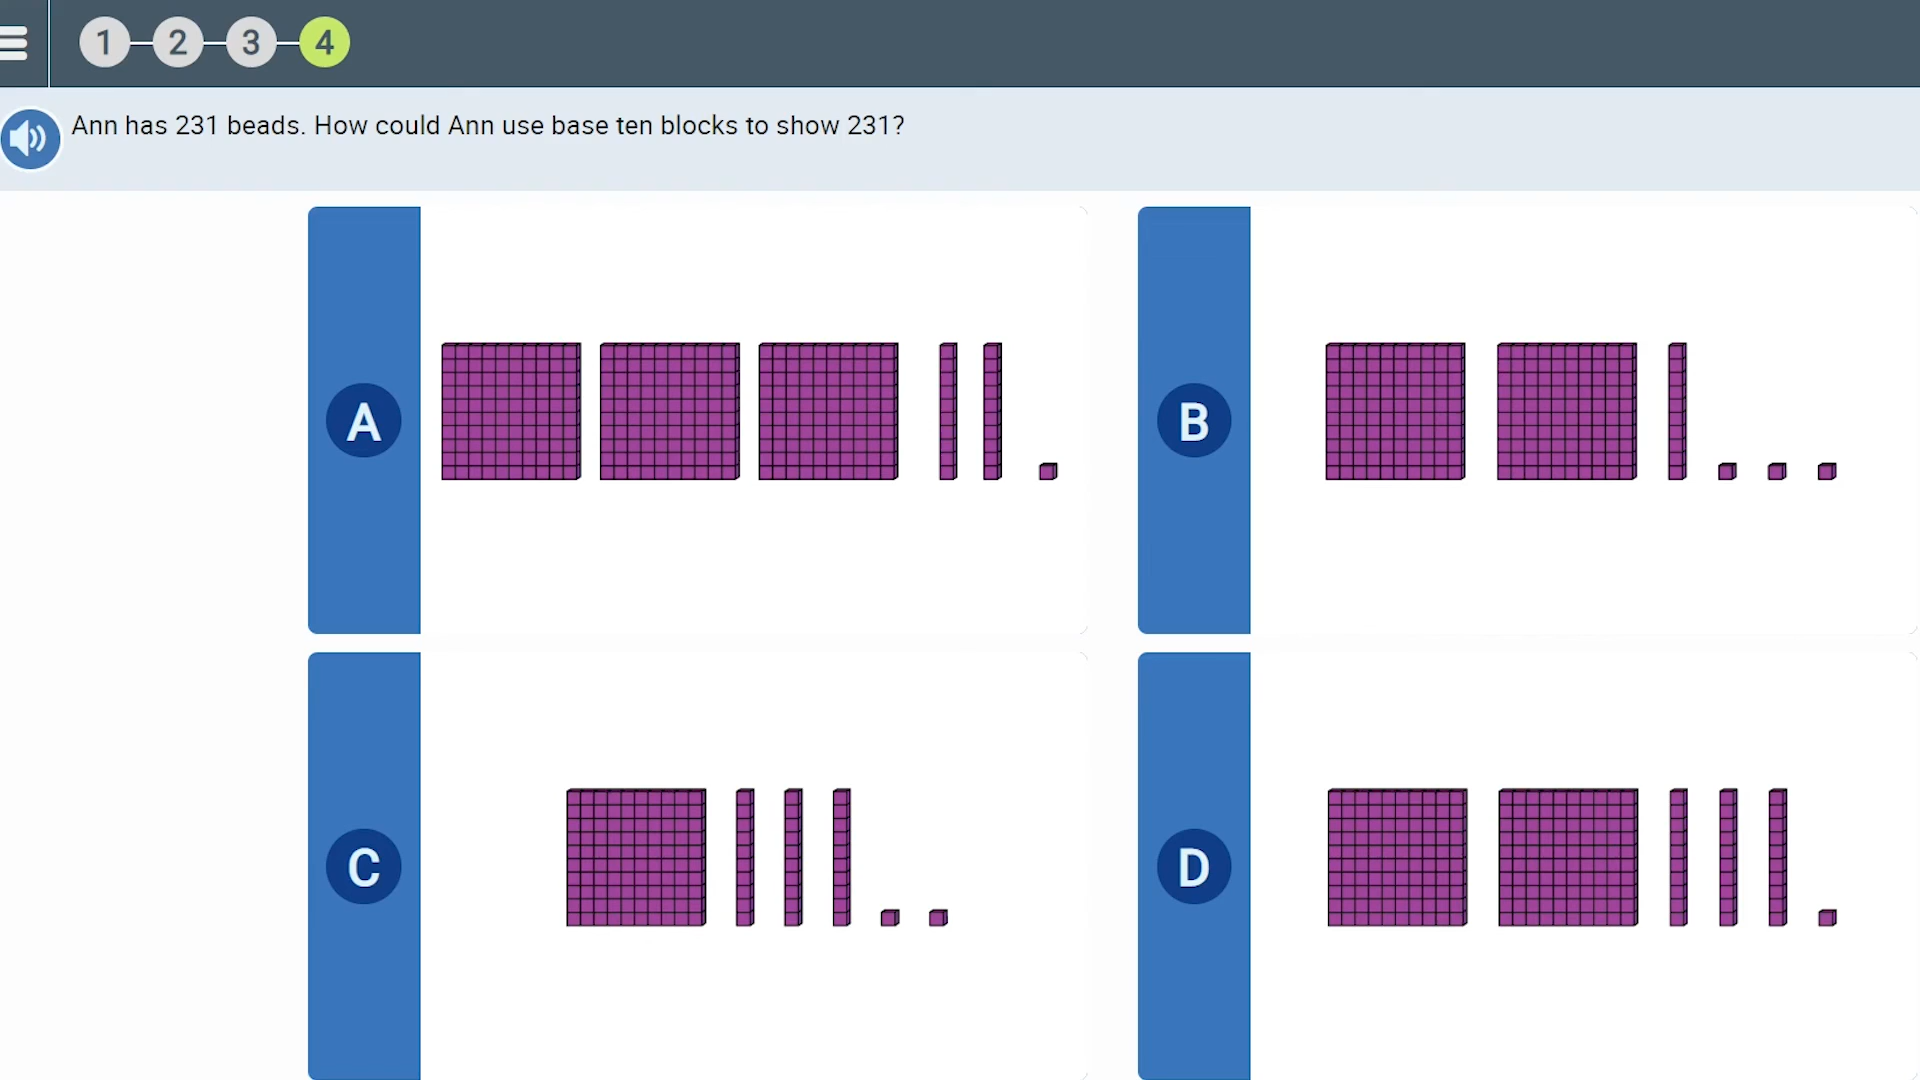 1 2 3 4
Ann has 231 beads. How could Ann use base ten blocks to show 231?
A
B
C
D